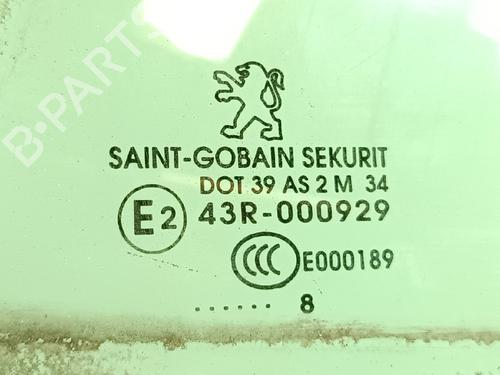 B-PARTS
SAINT-GOBAIN SEKURIT
DOT 39 AS 2 M 34
E2 43R-000929
CCC E000189
...... 8